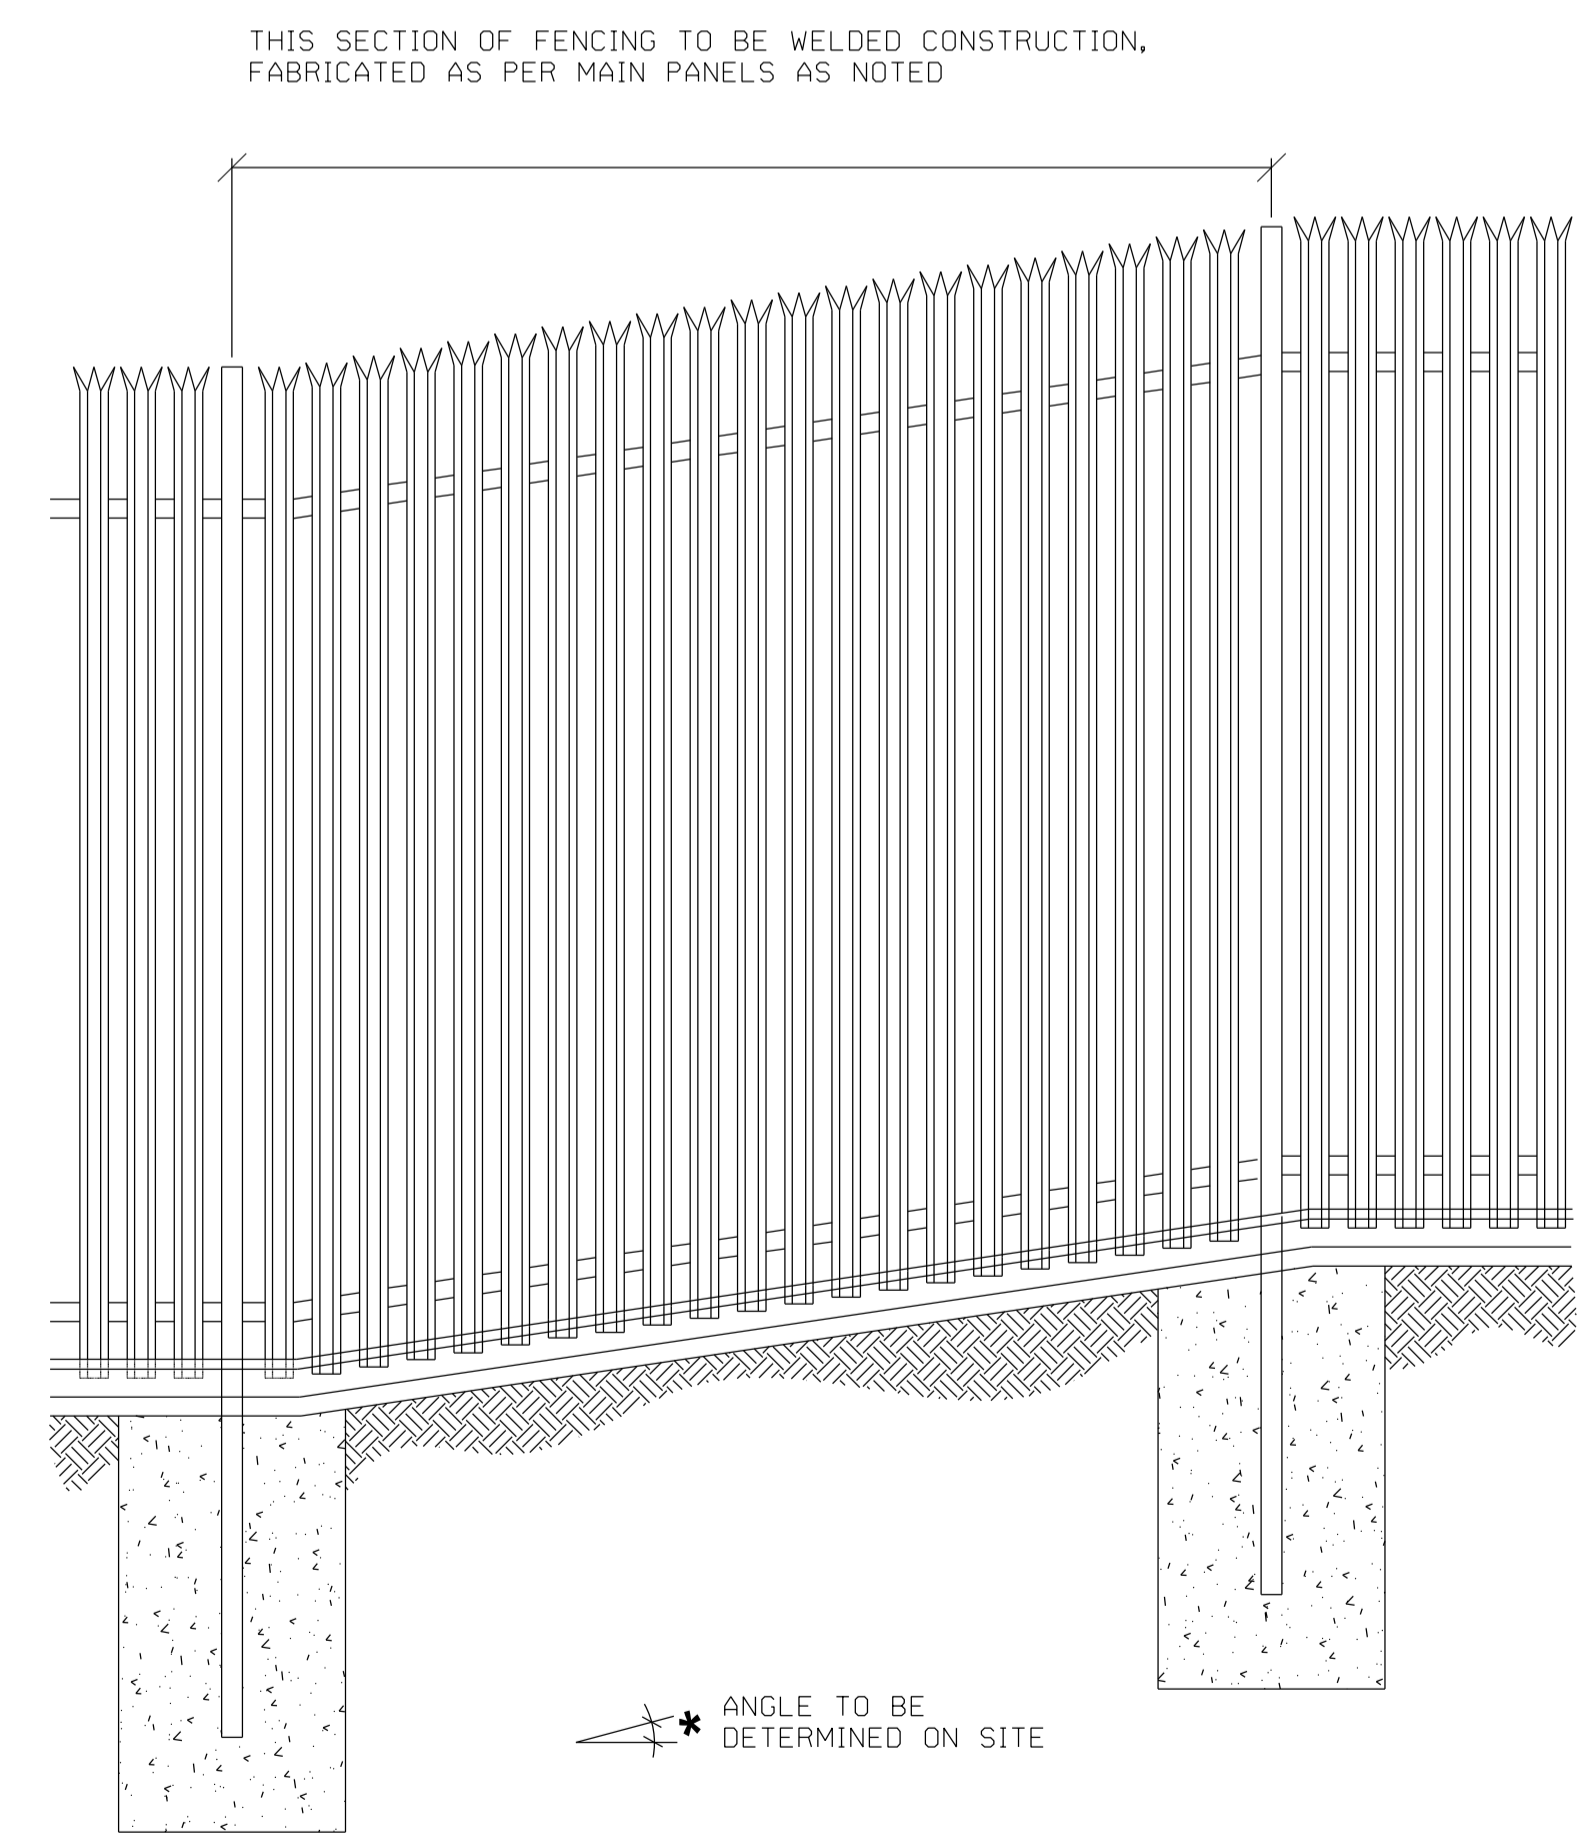 THIS SECTION OF FENCING TO BE WELDED CONSTRUCTION,
FABRICATED AS PER MAIN PANELS AS NOTED
* ANGLE TO BE
DETERMINED ON SITE